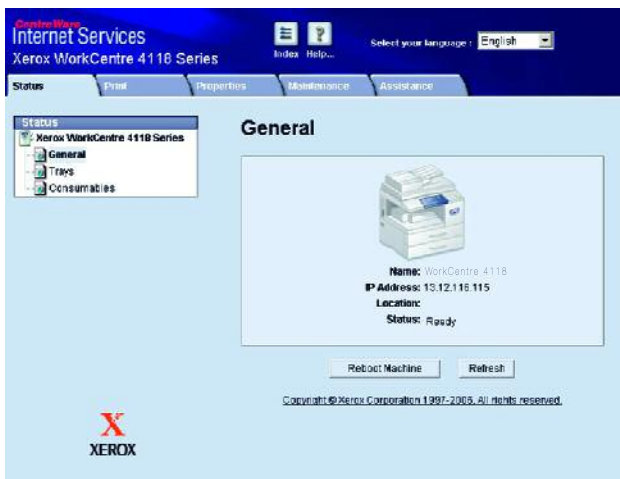 CentreWare
Internet Services
Xerox WorkCentre 4118 Series
Index Help...
Select your language : English
Status Print Properties Maintenance Assistance
Status
Xerox WorkCentre 4118 Series
General
Trays
Consumables
General
Name: WorkCentre 4118
IP Address: 13.12.116.115
Location:
Status: Ready
Reboot Machine Refresh
Copyright © Xerox Corporation 1997-2006. All rights reserved.
X
XEROX